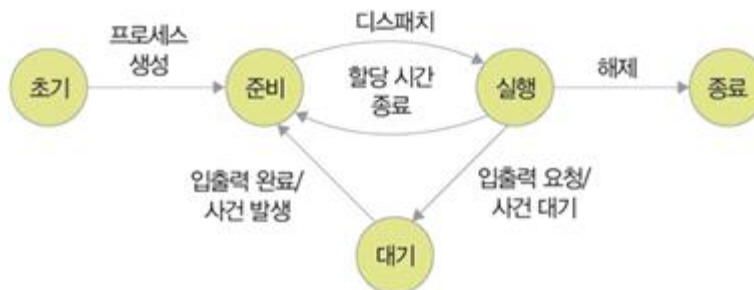 디스패치
프로세스
생성
할당 시간
종료
해제
초기
준비
실행
종료
입출력 완료/
사건 발생
입출력 요청/
사건 대기
대기